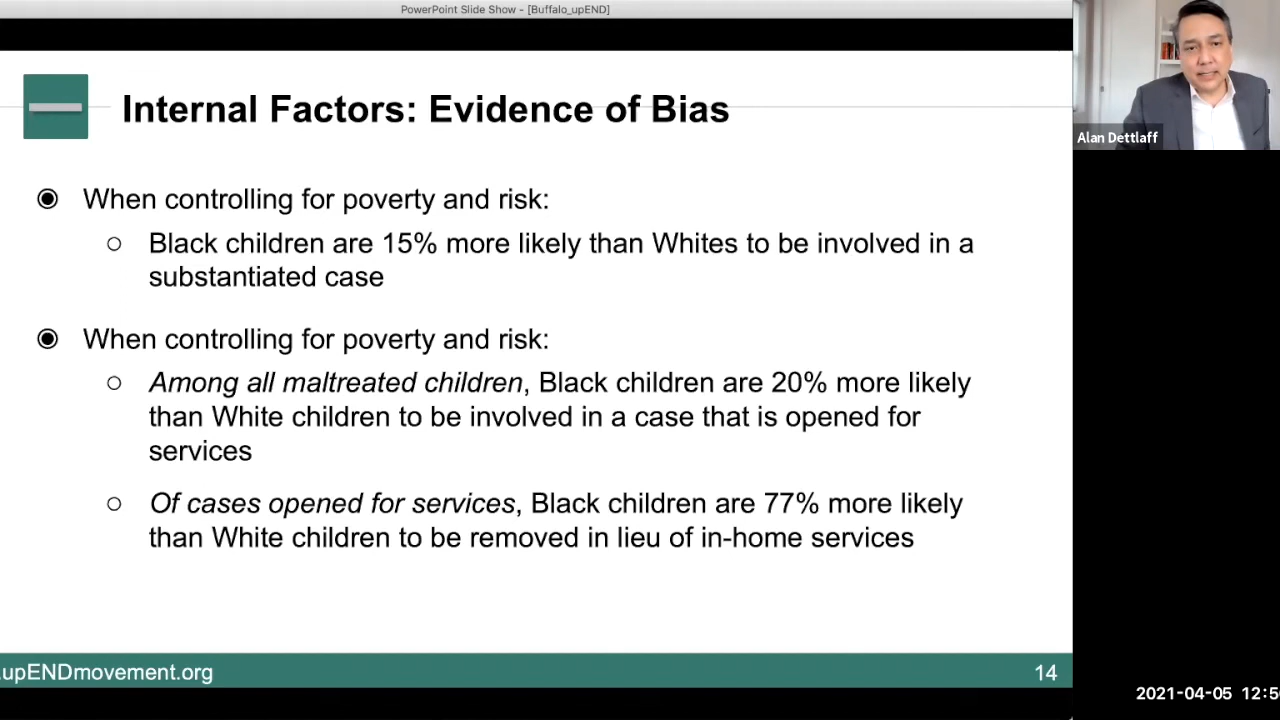 PowerPoint Slide Show - [Buffalo_upEND]
Internal Factors: Evidence of Bias
Alan Dettlaff
When controlling for poverty and risk:
Black children are 15% more likely than Whites to be involved in a
substantiated case
When controlling for poverty and risk:
Among all maltreated children, Black children are 20% more likely
than White children to be involved in a case that is opened for
services
Of cases opened for services, Black children are 77% more likely
than White children to be removed in lieu of in-home services
.upENDmovement.org
14
2021-04-05 12:5